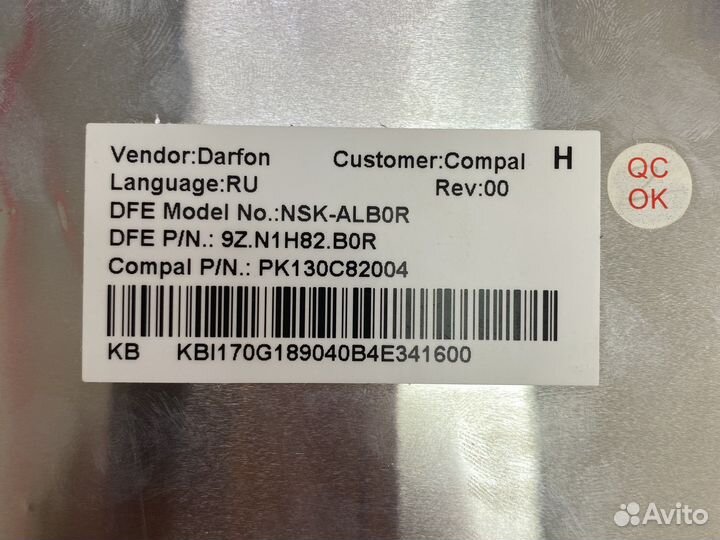 Vendor:Darfon Customer:Compal H
Language:RU Rev:00
DFE Model No.:NSK-ALB0R
DFE P/N.: 9Z.N1H82.B0R
Compal P/N.: PK130C82004
KB KBI170G189040B4E341600
QC
OK
Avito